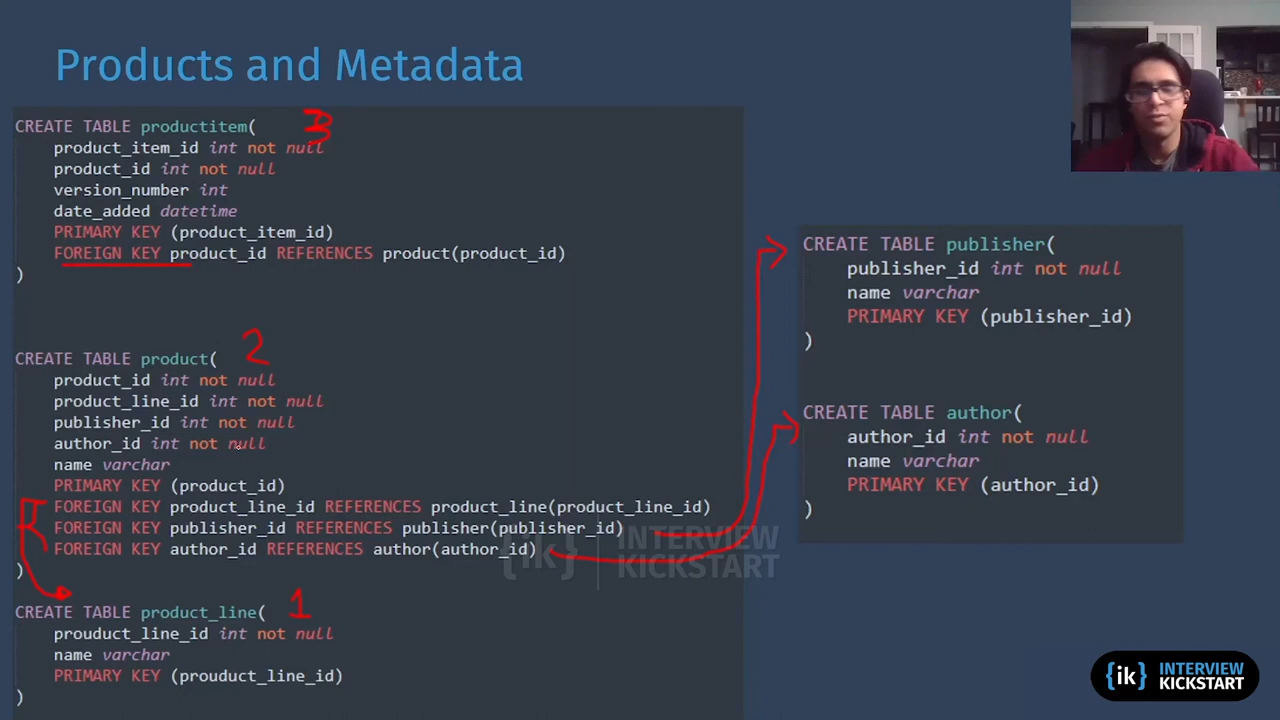 Products and Metadata
CREATE TABLE productitem(
3
product_item_id int not null
product_id int not null
version_number int
date_added datetime
PRIMARY KEY (product_item_id)
FOREIGN KEY product_id REFERENCES product(product_id)
)
CREATE TABLE product(
2
product_id int not null
product_line_id int not null
publisher_id int not null
author_id int not null
name varchar
PRIMARY KEY (product_id)
FOREIGN KEY product_line_id REFERENCES product_line(product_line_id)
FOREIGN KEY publisher_id REFERENCES publisher(publisher_id)
FOREIGN KEY author_id REFERENCES author(author_id)
)
CREATE TABLE product_line(
1
prouduct_line_id int not null
name varchar
PRIMARY KEY (prouduct_line_id)
)
CREATE TABLE publisher(
publisher_id int not null
name varchar
PRIMARY KEY (publisher_id)
)
CREATE TABLE author(
author_id int not null
name varchar
PRIMARY KEY (author_id)
)
{ik} INTERVIEW
KICKSTART
{ik} INTERVIEW
KICKSTART